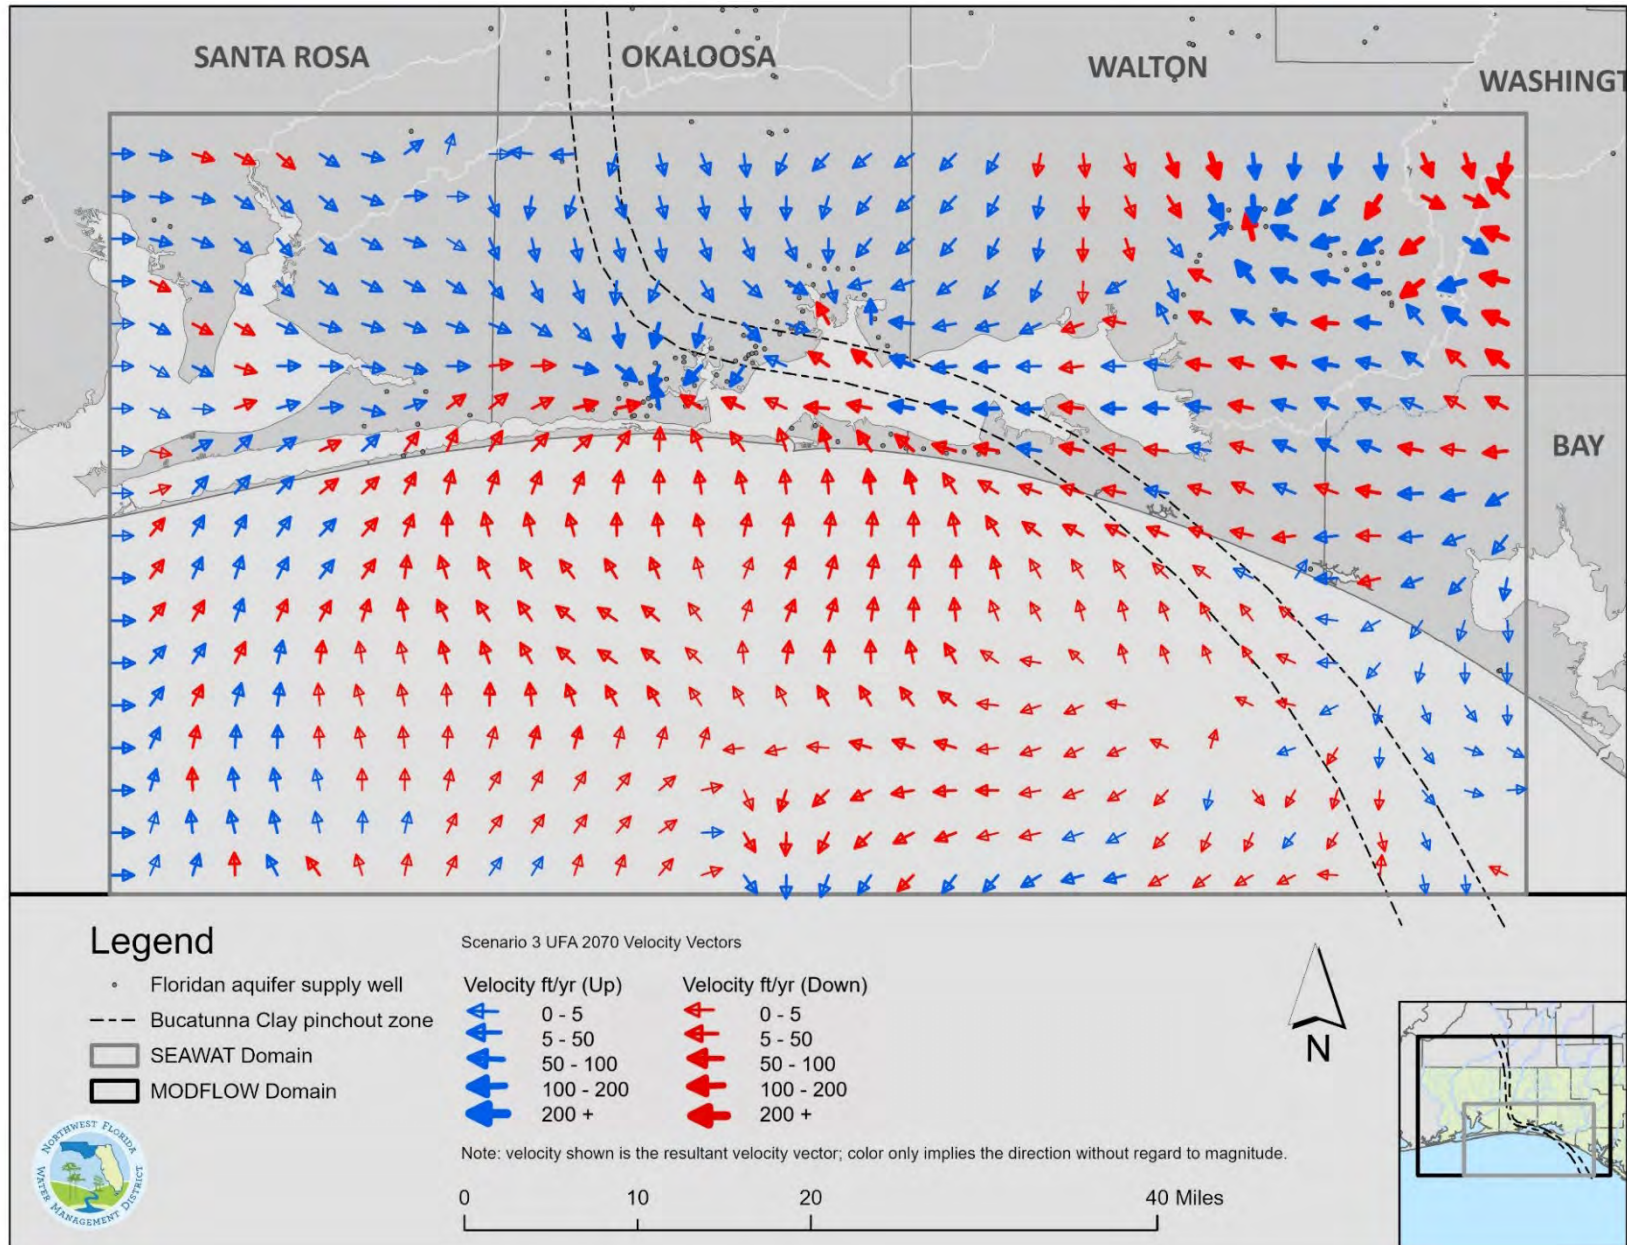 SANTA ROSA
OKALOOSA
WALTON
WASHINGT
BAY
Legend
Floridan aquifer supply well
Bucatunna Clay pinchout zone
SEAWAT Domain
MODFLOW Domain
Scenario 3 UFA 2070 Velocity Vectors
Velocity ft/yr (Up)
0 - 5
5 - 50
50 - 100
100 - 200
200 +
Velocity ft/yr (Down)
0 - 5
5 - 50
50 - 100
100 - 200
200 +
Note: velocity shown is the resultant velocity vector; color only implies the direction without regard to magnitude.
0 10 20 40 Miles
N
NORTHWEST FLORIDA
WATER MANAGEMENT DISTRICT